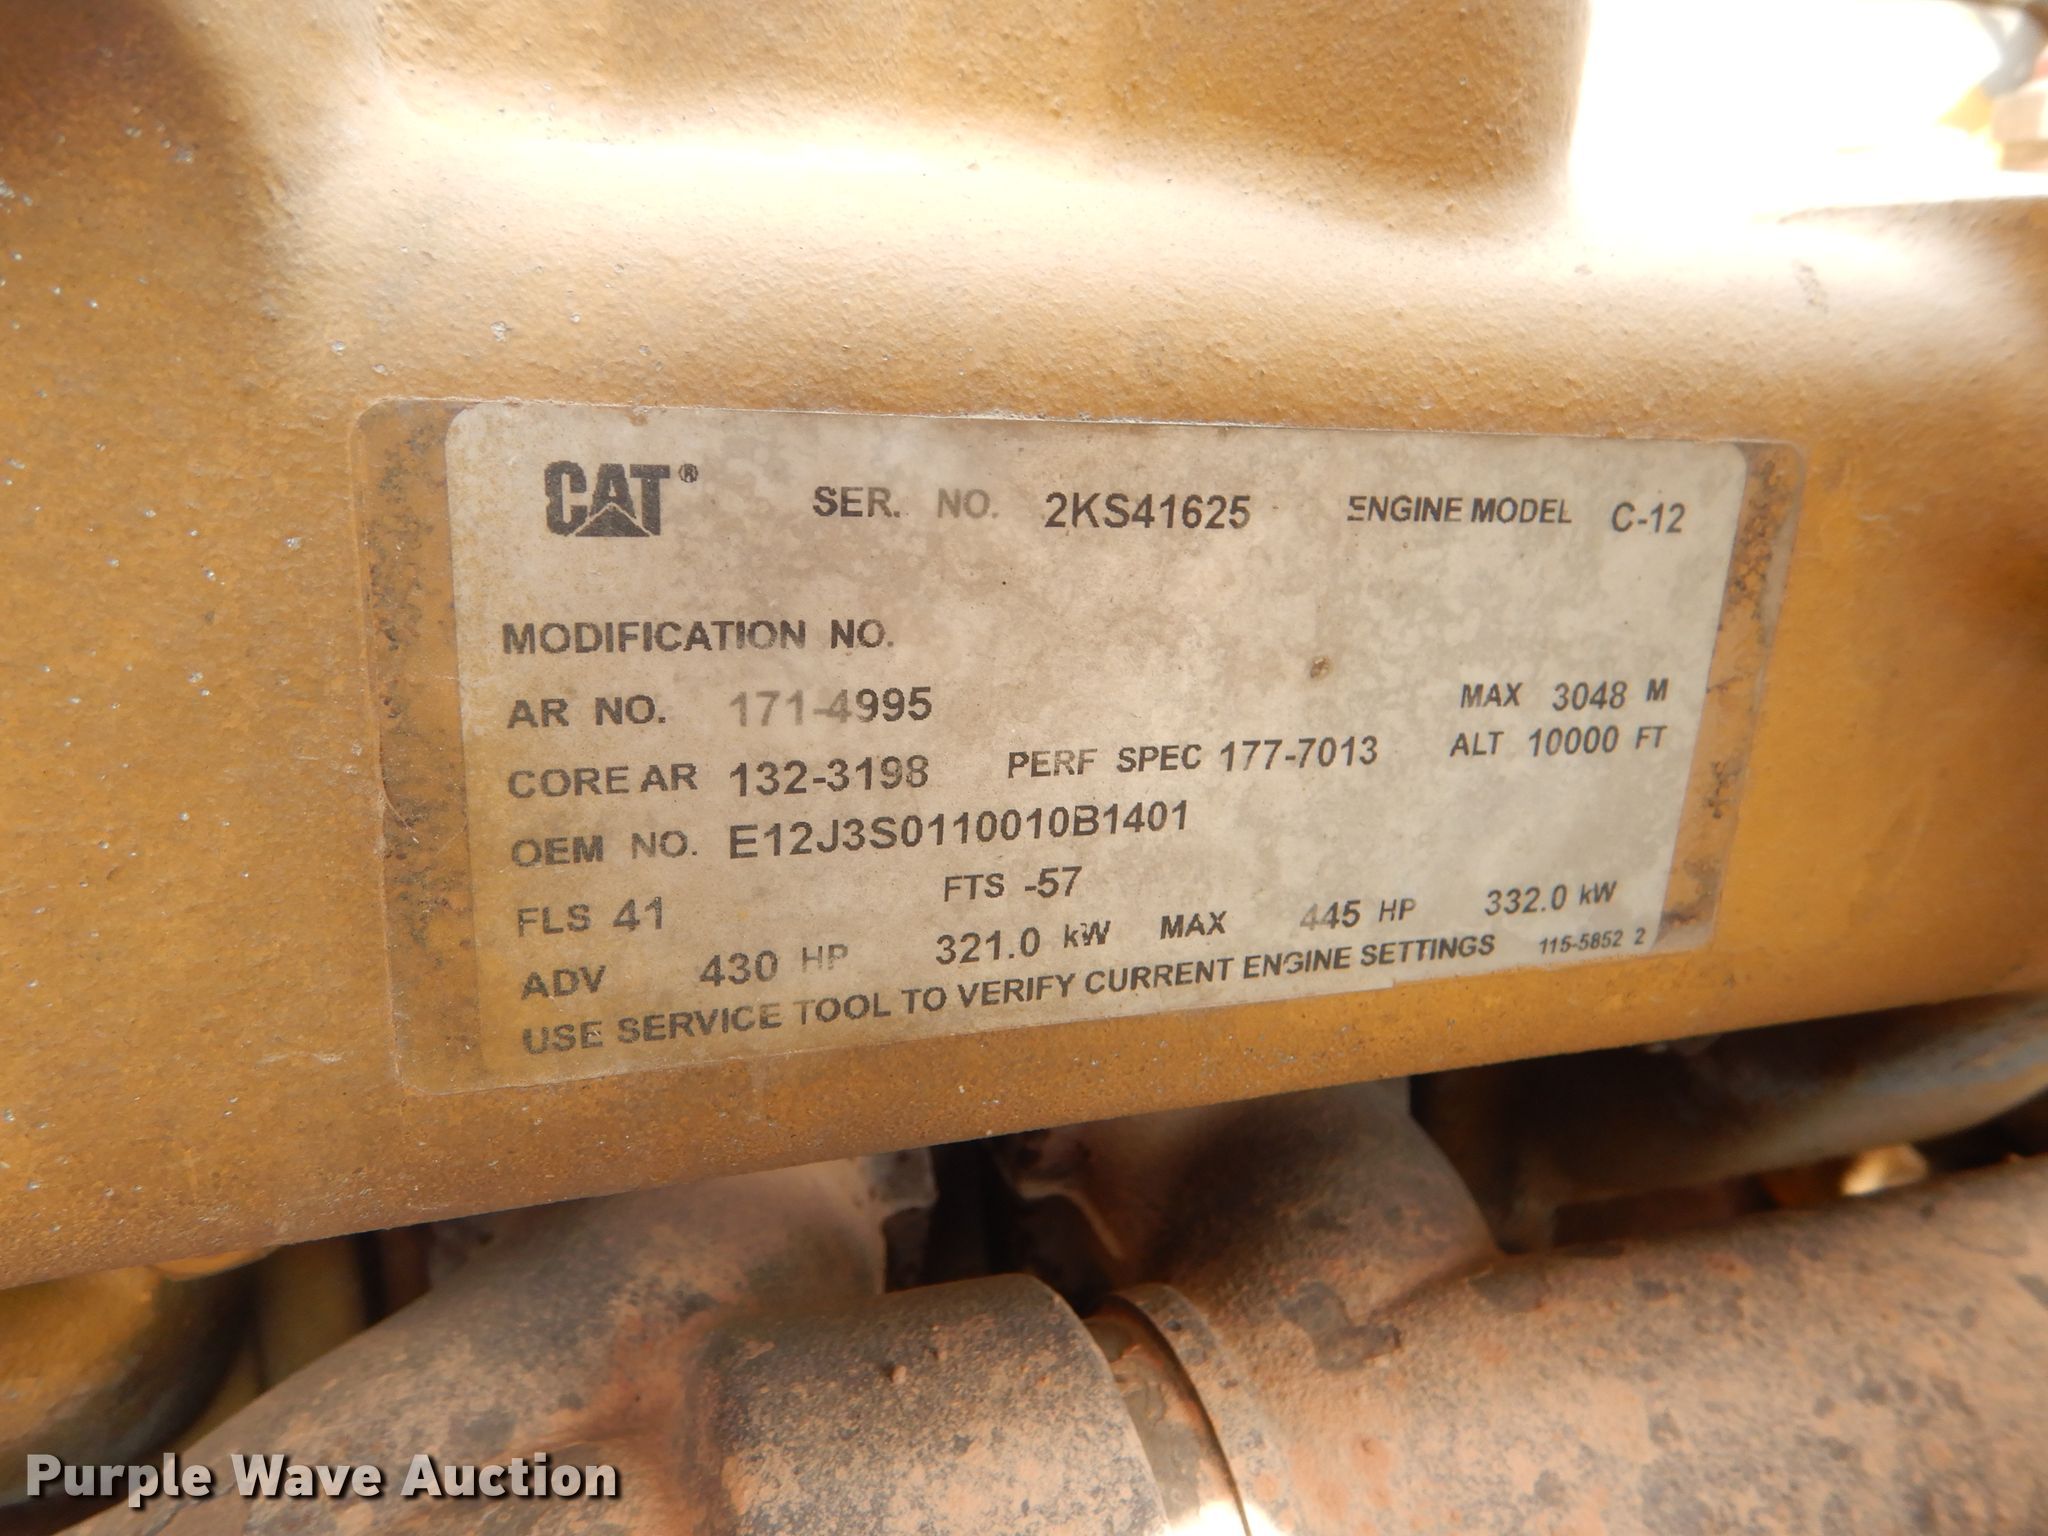 CAT® SER. NO. 2KS41625 ENGINE MODEL C-12
MODIFICATION NO.
AR NO. 171-4995 MAX 3048 M
CORE AR 132-3198 PERF SPEC 177-7013 ALT 10000 FT
OEM NO. E12J3S0110010B1401
FLS 41 FTS -57
ADV 430 HP 321.0 kW MAX 445 HP 332.0 kW
USE SERVICE TOOL TO VERIFY CURRENT ENGINE SETTINGS 115-5852 2
Purple Wave Auction